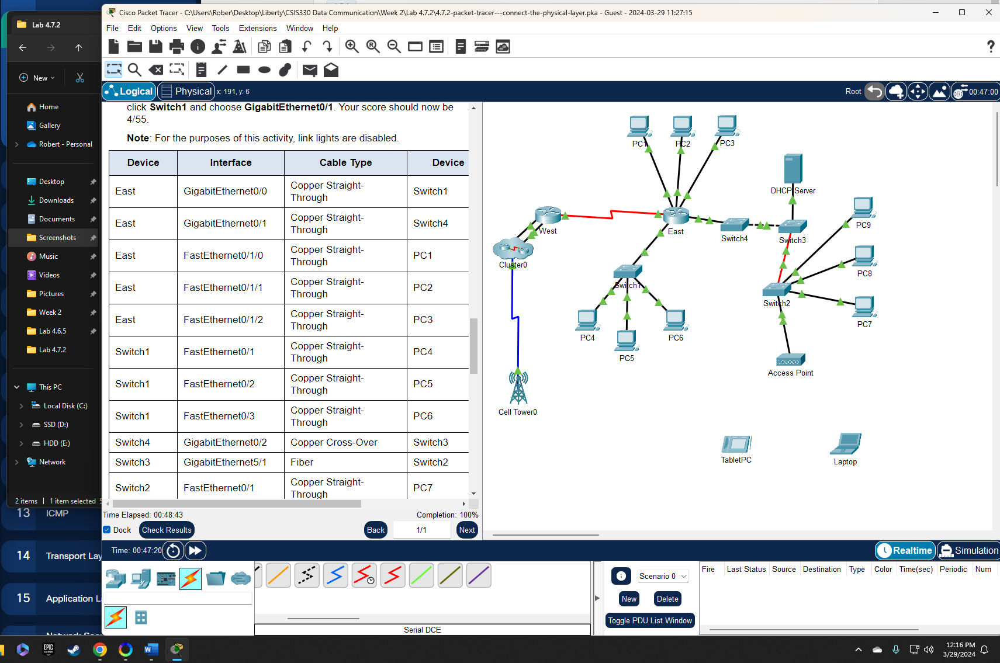 Lab 4.7.2
Cisco Packet Tracer - C:\Users\Rober\Desktop\Liberty\CSIS330 Data Communication\Week 2\Lab 4.7.2\4.7.2-packet-tracer---connect-the-physical-layer.pka - Guest - 2024-03-29 11:27:15
File Edit Options View Tools Extensions Window Help
New
Logical Physical x: 191, y: 6
Root 00:47:00
Home
Gallery
Robert - Personal
Desktop
Downloads
Documents
Screenshots
Music
Videos
Pictures
Week 2
Lab 4.6.5
Lab 4.7.2
This PC
Local Disk (C:)
SSD (D:)
HDD (E:)
Network
2 items 1 item selected
13 ICMP
14 Transport Lay
15 Application L
click Switch1 and choose GigabitEthernet0/1. Your score should now be
4/55.
Note: For the purposes of this activity, link lights are disabled.
Device Interface Cable Type Device
East GigabitEthernet0/0 Copper Straight-Through Switch1
East GigabitEthernet0/1 Copper Straight-Through Switch4
East FastEthernet0/1/0 Copper Straight-Through PC1
East FastEthernet0/1/1 Copper Straight-Through PC2
East FastEthernet0/1/2 Copper Straight-Through PC3
Switch1 FastEthernet0/1 Copper Straight-Through PC4
Switch1 FastEthernet0/2 Copper Straight-Through PC5
Switch1 FastEthernet0/3 Copper Straight-Through PC6
Switch4 GigabitEthernet0/2 Copper Cross-Over Switch3
Switch3 GigabitEthernet5/1 Fiber Switch2
Switch2 FastEthernet0/1 Copper Straight-Through PC7
Time Elapsed: 00:48:43 Completion: 100%
Dock Check Results Back 1/1 Next
PC1
PC2
PC3
DHCP Server
PC9
West
East
Switch4
Switch3
Cluster0
PC8
Switch1
Switch2
PC7
PC4
PC6
PC5
Access Point
Cell Tower0
TabletPC
Laptop
Time: 00:47:20
Realtime Simulation
Scenario 0
New Delete
Toggle PDU List Window
Fire Last Status Source Destination Type Color Time(sec) Periodic Num
Serial DCE
EPIC
GAMES
12:16 PM
3/29/2024